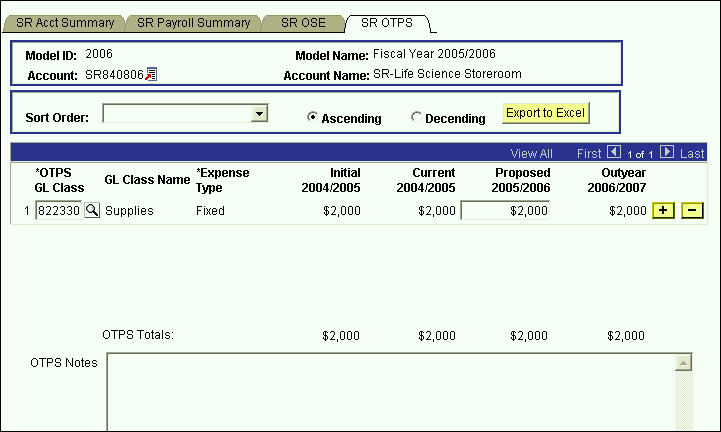 SR Acct Summary SR Payroll Summary SR OSE SR OTPS
Model ID: 2006 Model Name: Fiscal Year 2005/2006
Account: SR840806 Account Name: SR-Life Science Storeroom
Sort Order: Ascending Decending Export to Excel
View All First 1 of 1 Last
*OTPS GL Class GL Class Name *Expense Type Initial 2004/2005 Current 2004/2005 Proposed 2005/2006 Outyear 2006/2007
1 822330 Supplies Fixed $2,000 $2,000 $2,000 $2,000 + −
OTPS Totals: $2,000 $2,000 $2,000 $2,000
OTPS Notes